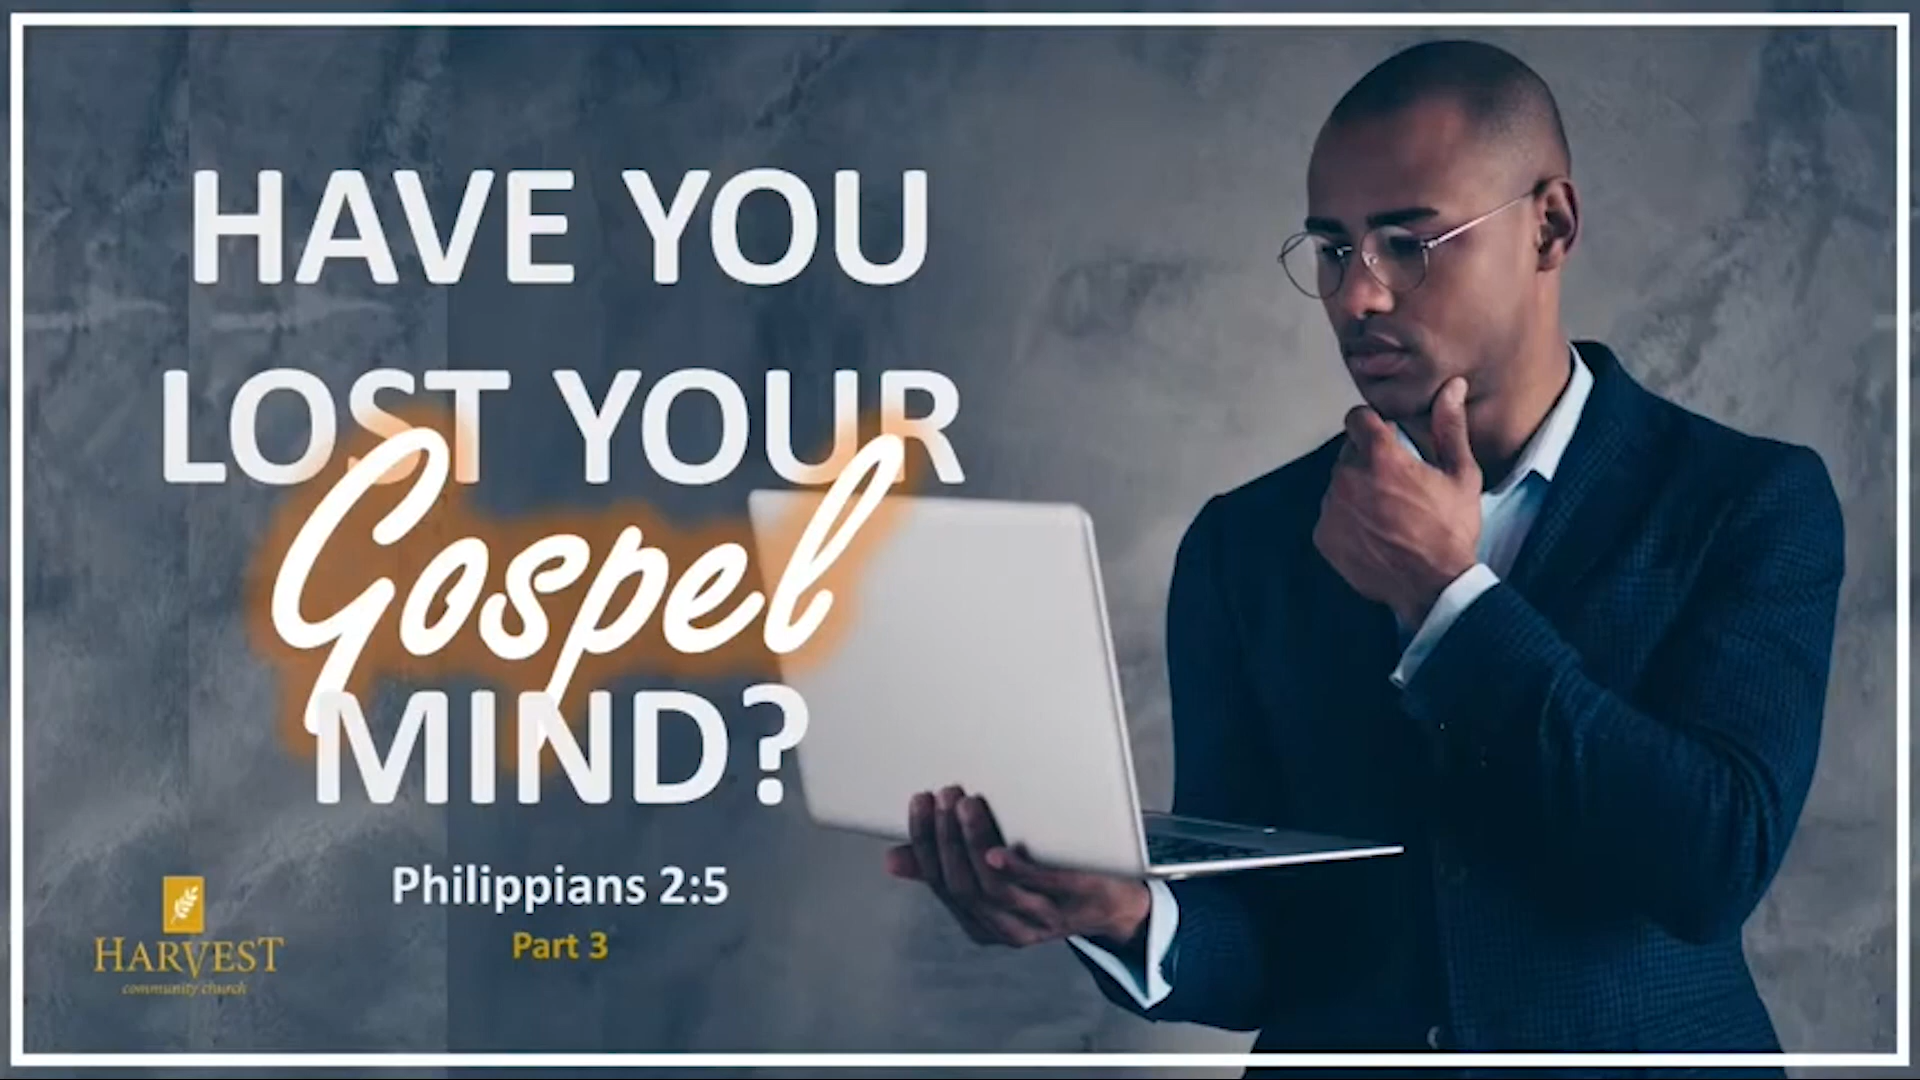 HAVE YOU
LOST YOUR
Gospel
MIND?
Philippians 2:5
Part 3
HARVEST
community church